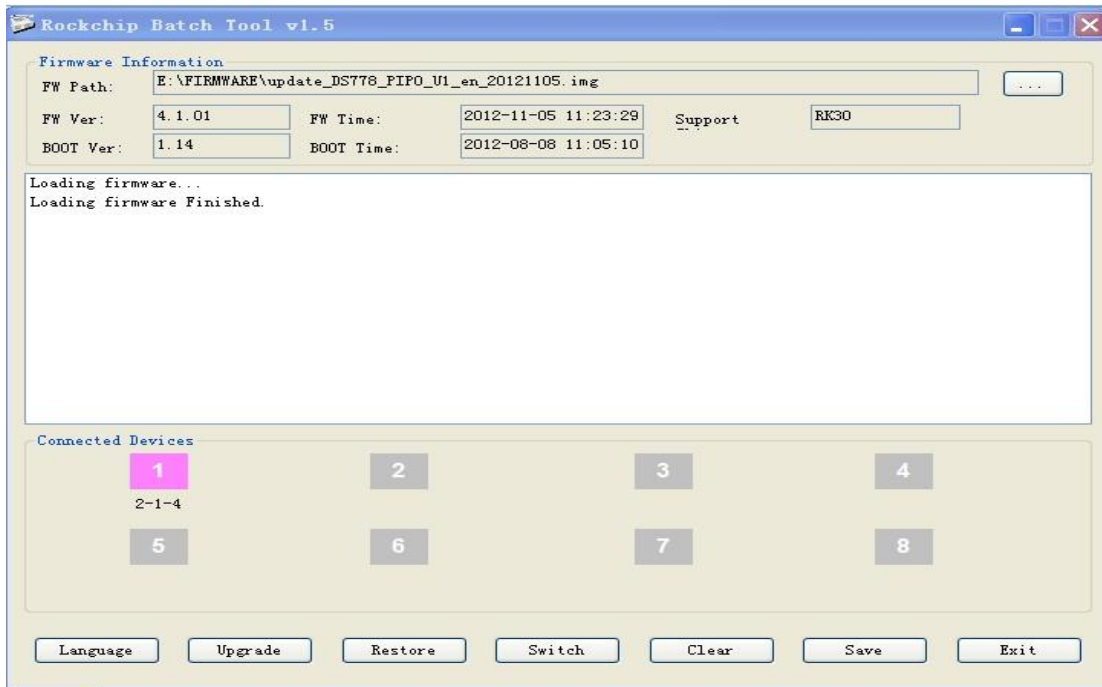 Rockchip Batch Tool v1.5
Firmware Information
FW Path: E:\FIRMWARE\update_DS778_PIPO_U1_en_20121105.img ...
FW Ver: 4.1.01 FW Time: 2012-11-05 11:23:29 Support RK30
BOOT Ver: 1.14 BOOT Time: 2012-08-08 11:05:10
Loading firmware...
Loading firmware Finished.
Connected Devices
1 2 3 4
2-1-4
5 6 7 8
Language Upgrade Restore Switch Clear Save Exit